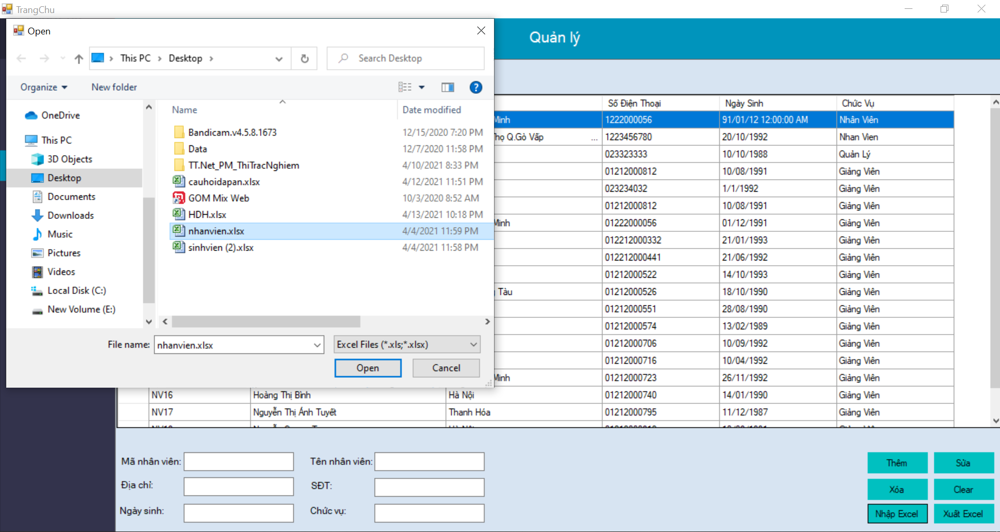 TrangChu
Open
This PC > Desktop >
Search Desktop
Quản lý
Organize
New folder
OneDrive
This PC
3D Objects
Desktop
Documents
Downloads
Music
Pictures
Videos
Local Disk (C:)
New Volume (E:)
Name Date modified
Bandicam.v4.5.8.1673 12/15/2020 7:20 PM
Data 12/7/2020 11:58 PM
TT.Net_PM_ThiTracNghiem 4/10/2021 8:33 PM
cauhoidapan.xlsx 4/12/2021 11:51 PM
GOM Mix Web 10/3/2020 8:52 AM
HDH.xlsx 4/13/2021 10:18 PM
nhanvien.xlsx 4/4/2021 11:59 PM
sinhvien (2).xlsx 4/4/2021 11:58 PM
File name: nhanvien.xlsx Excel Files (*.xls;*.xlsx)
Open Cancel
Số Điện Thoại Ngày Sinh Chức Vụ
Minh 1222000056 91/01/12 12:00:00 AM Nhân Viên
Thọ Q.Gò Vấp ... 1223456780 20/10/1992 Nhan Vien
023323333 10/10/1988 Quản Lý
01212000812 10/08/1991 Giảng Viên
023234032 1/1/1992 Giảng Viên
01212000812 10/08/1991 Giảng Viên
Minh 01222000056 01/12/1991 Giảng Viên
012212000332 21/01/1993 Giảng Viên
012212000441 21/06/1992 Giảng Viên
01212000522 14/10/1993 Giảng Viên
Tàu 01212000526 18/10/1990 Giảng Viên
01212000551 28/08/1990 Giảng Viên
01212000574 13/02/1989 Giảng Viên
01212000706 10/09/1992 Giảng Viên
01212000716 10/04/1992 Giảng Viên
Minh 01212000723 26/11/1992 Giảng Viên
NV16 Hoàng Thị Bình Hà Nội 01212000740 14/01/1990 Giảng Viên
NV17 Nguyễn Thị Ánh Tuyết Thanh Hóa 01212000795 11/12/1987 Giảng Viên
Mã nhân viên: Tên nhân viên:
Địa chỉ: SĐT:
Ngày sinh: Chức vụ:
Thêm Sửa
Xóa Clear
Nhập Excel Xuất Excel